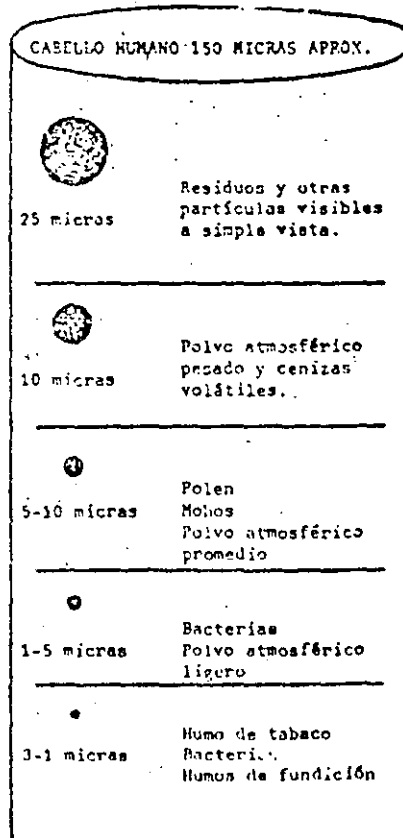 CABELLO HUMANO 150 MICRAS APROX.
25 micras
Residuos y otras
partículas visibles
a simple vista.
10 micras
Polvo atmosférico
pesado y cenizas
volátiles.
5-10 micras
Polen
Mohos
Polvo atmosférico
promedio
1-5 micras
Bacterias
Polvo atmosférico
ligero
3-1 micras
Humo de tabaco
Bacterias
Humos de fundición